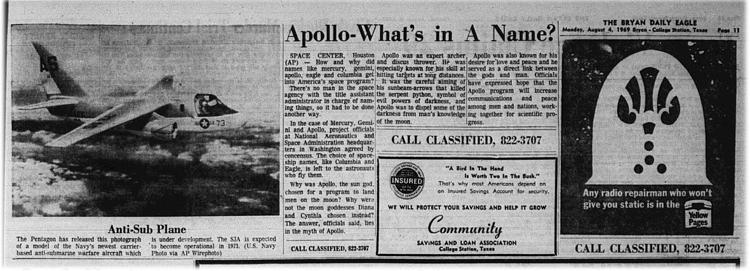 THE BRYAN DAILY EAGLE
Monday, August 4, 1969 Bryan - College Station, Texas Page 11
Apollo-What's in A Name?
SPACE CENTER, Houston
(AP) — How and why did
names like mercury, gemini,
apollo, eagle and columbia get
into America's space program?
There's no man in the space
agency with the title assistant
administrator in charge of nam-
ing things, so it had to be done
another way.
In the case of Mercury, Gemi-
ni and Apollo, project officials
at National Aeronautics and
Space Administration headquar-
ters in Washington agreed by
concensus. The choice of space-
ship names, like Columbia and
Eagle, is left to the astronauts
who fly them.
Why was Apollo, the sun god,
chosen for a program to land
men on the moon? Why were
not the moon goddesses Diana
and Cynthia chosen instead?
The answer, officials said, lies
in the myth of Apollo.
CALL CLASSIFIED, 822-3707
Apollo was an expert archer
and discus thrower. He was
especially known for his skill at
hitting targets at long distances.
It was the careful aiming of
his sunbeam-arrows that killed
the serpent python, symbol of
evil powers of darkness, and
Apollo was to dispel some of the
darkness from man's knowledge
of the moon.
Apollo was also known for his
desire for love and peace and he
served as a direct link between
the gods and man. Officials
have expressed hope that the
Apollo program will increase
communications and peace
among men and nations, work-
ing together for scientific pro-
gress.
CALL CLASSIFIED, 822-3707
73
Anti-Sub Plane
The Pentagon has released this photograph
of a model of the Navy's newest carrier-
based anti-submarine warfare aircraft which
is under development. The S3A is expected
to become operational in 1973. (U.S. Navy
Photo via AP Wirephoto)
INSURED
"A Bird In The Hand
Is Worth Two In The Bush."
That's why most Americans depend on
an Insured Savings Account for security.
WE WILL PROTECT YOUR SAVINGS AND HELP IT GROW
Community
SAVINGS AND LOAN ASSOCIATION
College Station, Texas
Any radio repairman who won't
give you static is in the
Yellow
Pages
CALL CLASSIFIED, 822-3707